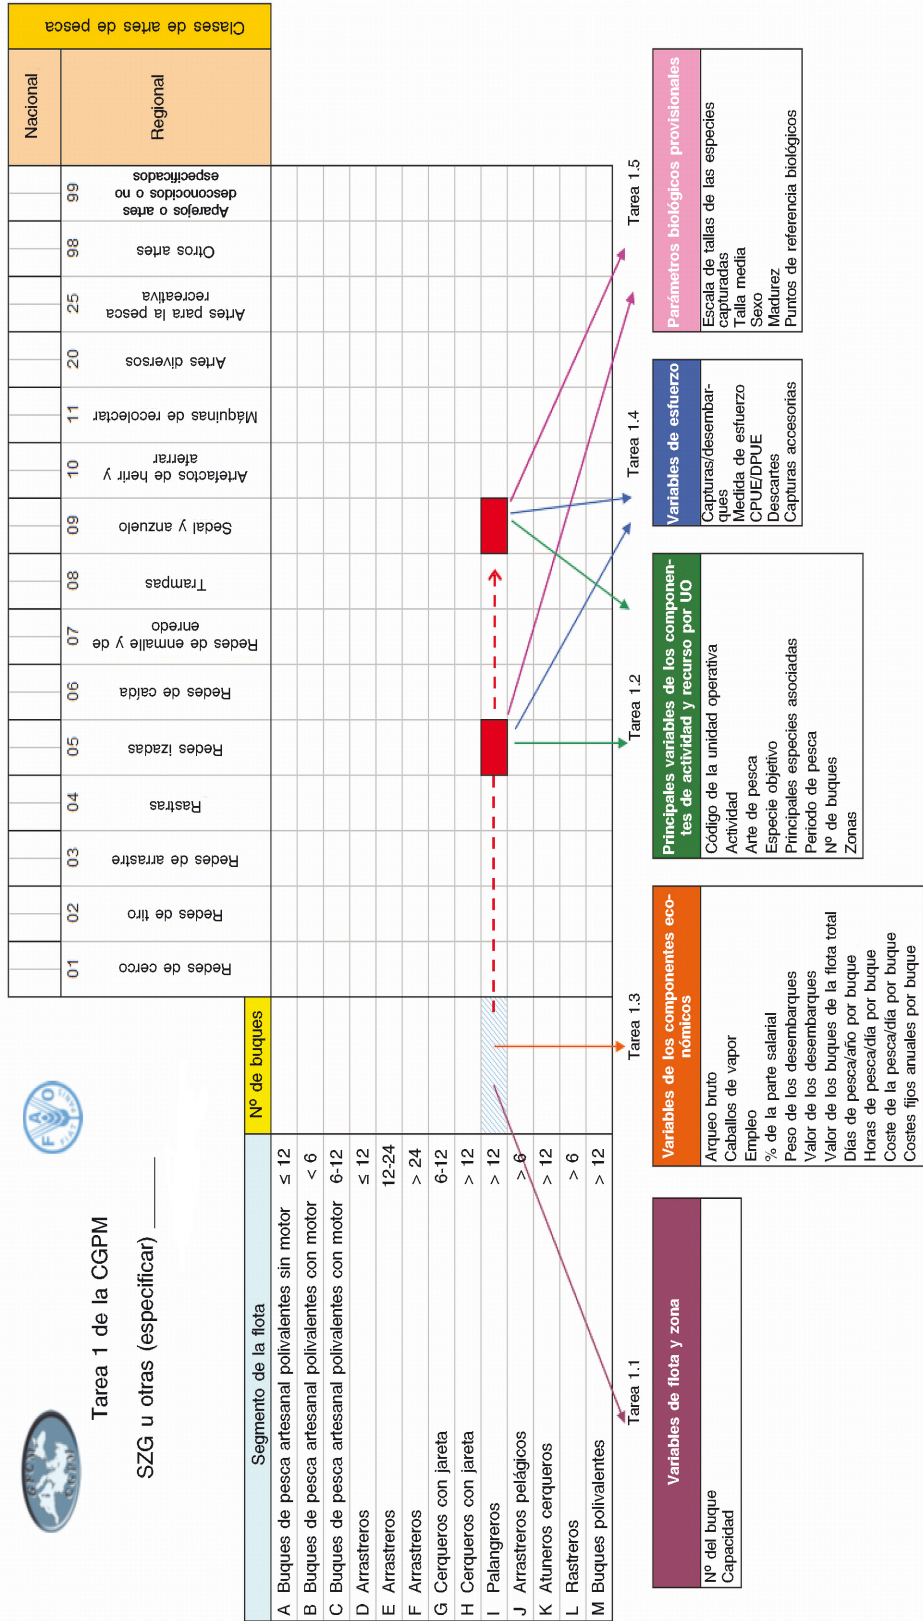 Tarea 1 de la CGPM
SZG u otras (especificar) ________
FAO
FIAT PANIS
GFCM
CGPM
Clases de artes de pesca
Nacional
Regional
01 02 03 04 05 06 07 08 09 10 11 20 25 98 99
Redes de cerco
Redes de tiro
Redes de arrastre
Rastras
Redes izadas
Redes de caída
Redes de enmalle y de
enredo
Trampas
Sedal y anzuelo
Artefactos de herir y
aferrar
Máquinas de recolectar
Artes diversos
Artes para la pesca
recreativa
Otros artes
Aparejos o artes
desconocidos o no
especificados
Segmento de la flota
Nº de buques
A Buques de pesca artesanal polivalentes sin motor ≤ 12
B Buques de pesca artesanal polivalentes con motor < 6
C Buques de pesca artesanal polivalentes con motor 6-12
D Arrastreros ≤ 12
E Arrastreros 12-24
F Arrastreros > 24
G Cerqueros con jareta 6-12
H Cerqueros con jareta > 12
I Palangreros > 12
J Arrastreros pelágicos > 6
K Atuneros cerqueros > 12
L Rastreros > 6
M Buques polivalentes > 12
Tarea 1.1
Tarea 1.3
Tarea 1.2
Tarea 1.4
Tarea 1.5
Variables de flota y zona
Nº del buque
Capacidad
Variables de los componentes eco-
nómicos
Arqueo bruto
Caballos de vapor
Empleo
% de la parte salarial
Peso de los desembarques
Valor de los desembarques
Valor de los buques de la flota total
Días de pesca/año por buque
Horas de pesca/día por buque
Coste de la pesca/día por buque
Costes fijos anuales por buque
Principales variables de los componen-
tes de actividad y recurso por UO
Código de la unidad operativa
Actividad
Arte de pesca
Especie objetivo
Principales especies asociadas
Periodo de pesca
Nº de buques
Zonas
Variables de esfuerzo
Capturas/desembar-
ques
Medida de esfuerzo
CPUE/DPUE
Descartes
Capturas accesorias
Parámetros biológicos provisionales
Escala de tallas de las especies
capturadas
Talla media
Sexo
Madurez
Puntos de referencia biológicos